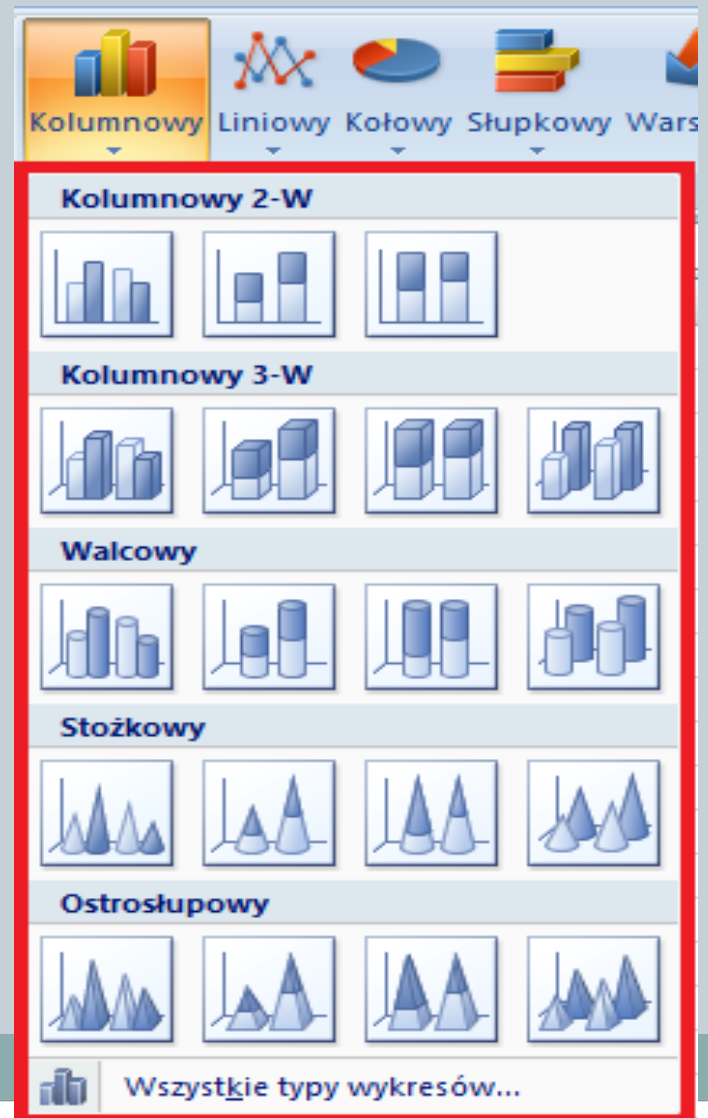 Kolumnowy Liniowy Kołowy Słupkowy Wars
Kolumnowy 2-W
Kolumnowy 3-W
Walcowy
Stożkowy
Ostrosłupowy
Wszystkie typy wykresów...